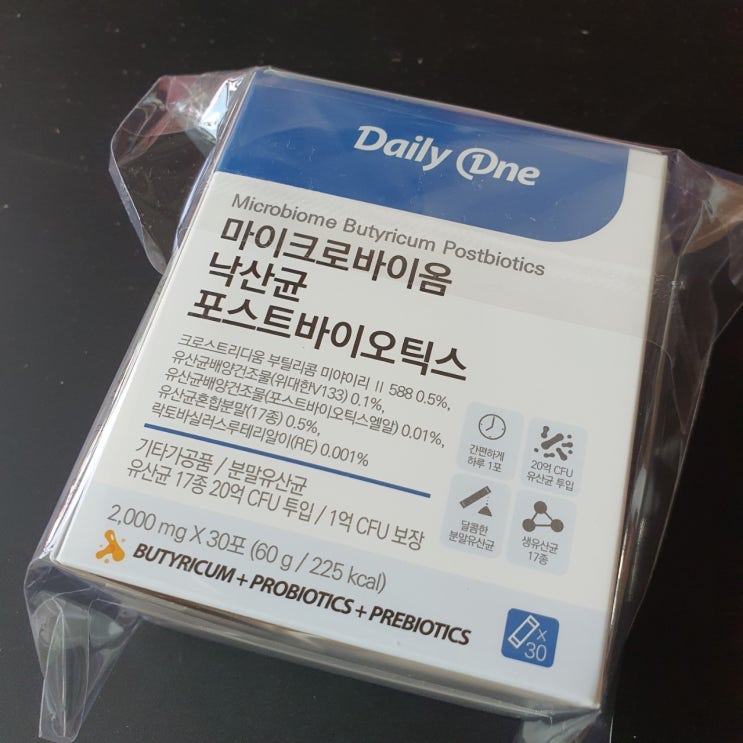 Daily One
Microbiome Butyricum Postbiotics
마이크로바이옴
낙산균
포스트바이오틱스
크로스트리디움 부틸리콤 미야이리 II 588 0.5%,
유산균배양건조물(위대한V133) 0.1%,
유산균배양건조물(포스트바이오틱스엘알) 0.01%,
유산균혼합분말(17종) 0.5%,
락토바실러스루테리알이(RE) 0.001%
기타가공품 / 분말유산균
유산균 17종 20억 CFU 투입 / 1억 CFU 보장
2,000 mg X 30포 (60 g / 225 kcal)
BUTYRICUM + PROBIOTICS + PREBIOTICS
간편하게
하루 1포
20억 CFU
유산균 투입
달콤한
분말유산균
생유산균
17종
X
30